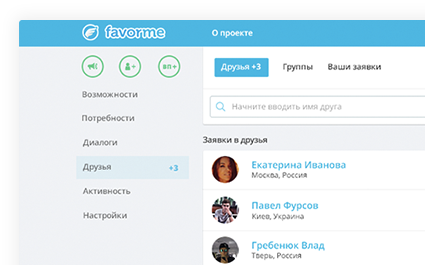 favorme
О проекте
вп+
Возможности
Потребности
Диалоги
Друзья +3
Активность
Настройки
Друзья +3
Группы
Ваши заявки
Начните вводить имя друга
Заявки в друзья
Екатерина Иванова
Москва, Россия
Павел Фурсов
Киев, Украина
Гребенюк Влад
Тверь, Россия